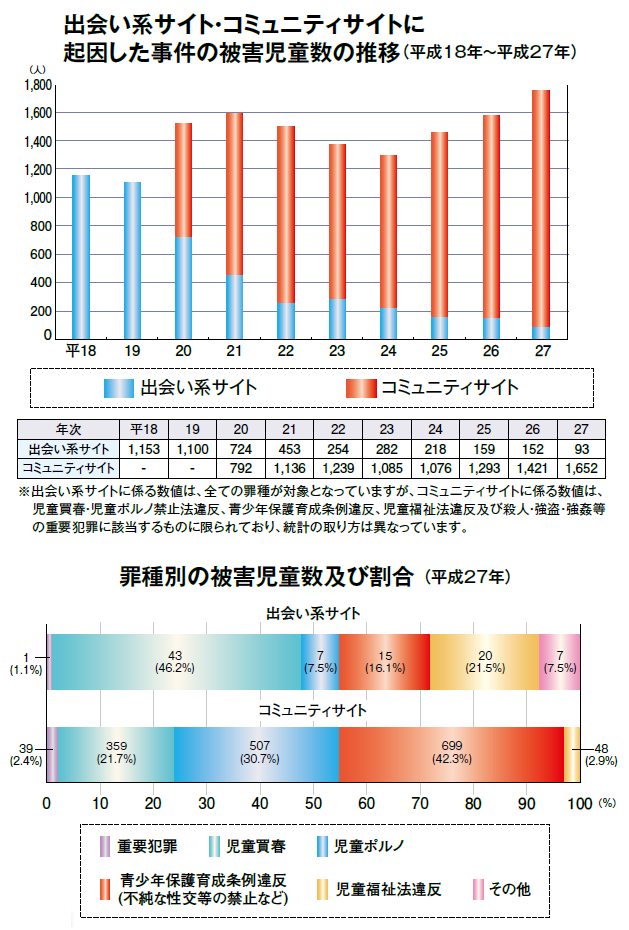 出会い系サイト・コミュニティサイトに
起因した事件の被害児童数の推移(平成18年～平成27年)
(人)
1,800
1,600
1,400
1,200
1,000
800
600
400
200
0
平18 19 20 21 22 23 24 25 26 27
出会い系サイト コミュニティサイト
年次 平18 19 20 21 22 23 24 25 26 27
出会い系サイト 1,153 1,100 724 453 254 282 218 159 152 93
コミュニティサイト - - 792 1,136 1,239 1,085 1,076 1,293 1,421 1,652
※出会い系サイトに係る数値は、全ての罪種が対象となっていますが、コミュニティサイトに係る数値は、
児童買春・児童ポルノ禁止法違反、青少年保護育成条例違反、児童福祉法違反及び殺人・強盗・強姦等
の重要犯罪に該当するものに限られており、統計の取り方は異なっています。
罪種別の被害児童数及び割合 (平成27年)
出会い系サイト
1 43 7 15 20 7
(1.1%) (46.2%) (7.5%) (16.1%) (21.5%) (7.5%)
コミュニティサイト
39 359 507 699 48
(2.4%) (21.7%) (30.7%) (42.3%) (2.9%)
0 10 20 30 40 50 60 70 80 90 100 (%)
重要犯罪 児童買春 児童ポルノ
青少年保護育成条例違反
(不純な性交等の禁止など) 児童福祉法違反 その他